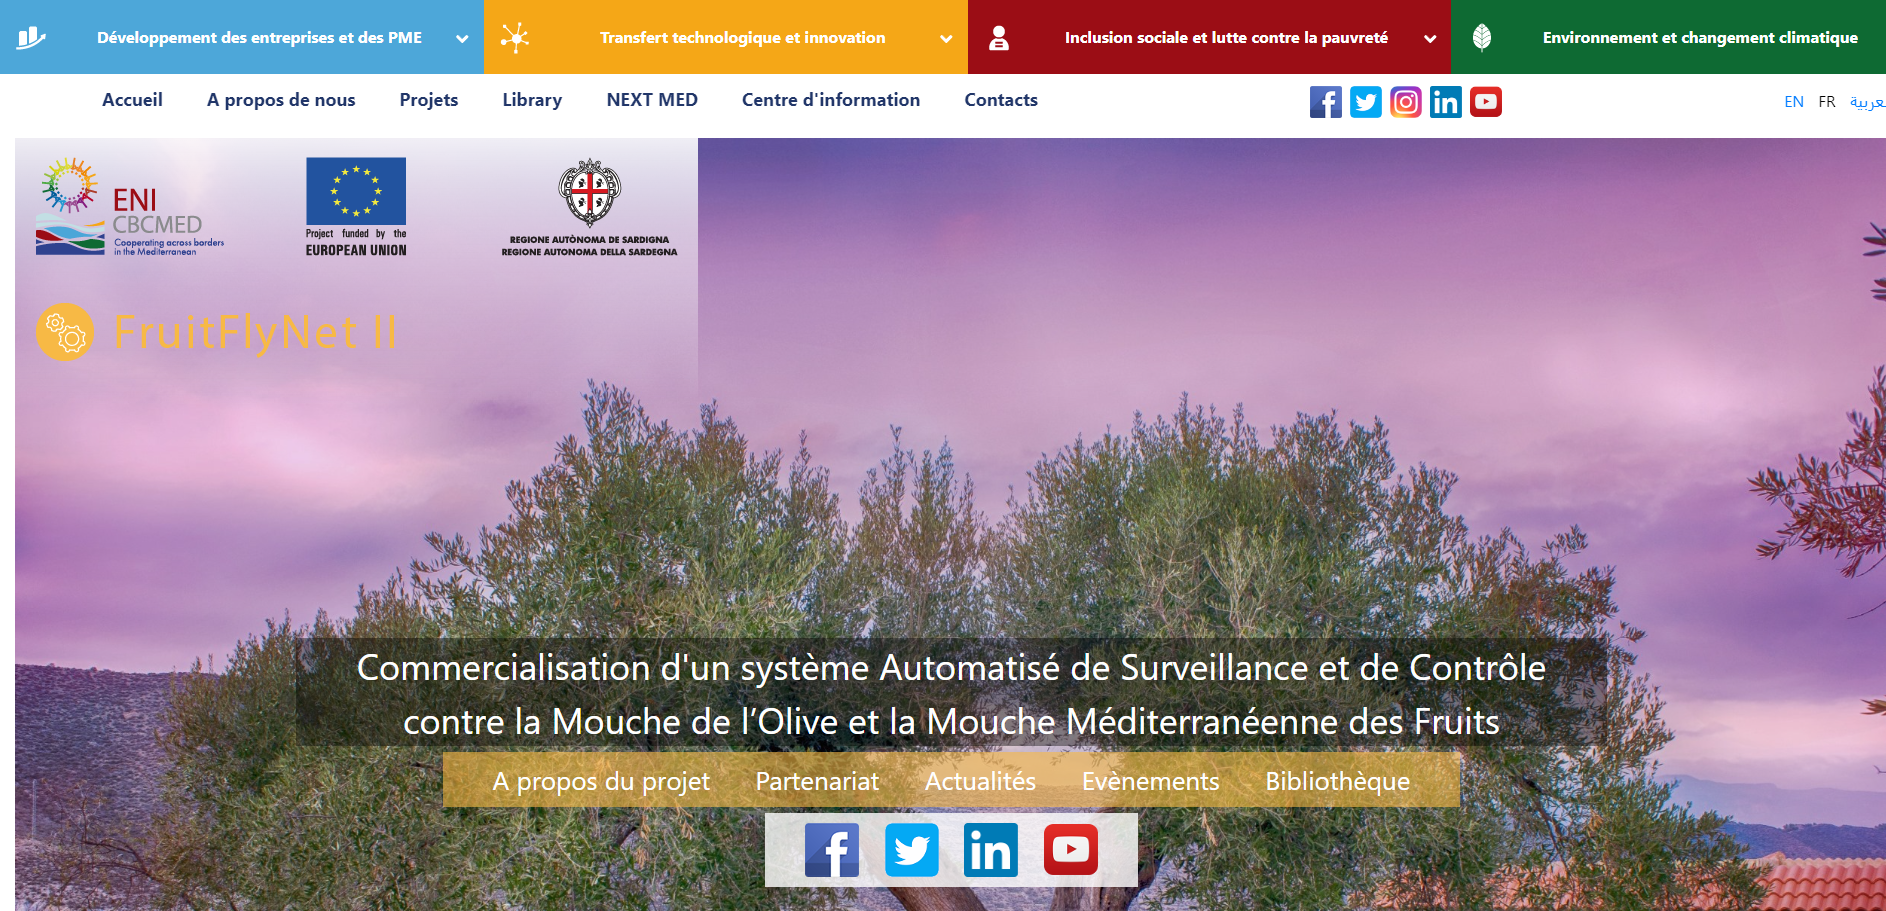 Développement des entreprises et des PME
Transfert technologique et innovation
Inclusion sociale et lutte contre la pauvreté
Environnement et changement climatique
Accueil
A propos de nous
Projets
Library
NEXT MED
Centre d'information
Contacts
EN
FR
ENI
CBCMED
Cooperating across borders
in the Mediterranean
Project funded by the
EUROPEAN UNION
REGIONE AUTÒNOMA DE SARDIGNA
REGIONE AUTONOMA DELLA SARDEGNA
FruitFlyNet II
Commercialisation d'un système Automatisé de Surveillance et de Contrôle
contre la Mouche de l’Olive et la Mouche Méditerranéenne des Fruits
A propos du projet
Partenariat
Actualités
Evènements
Bibliothèque